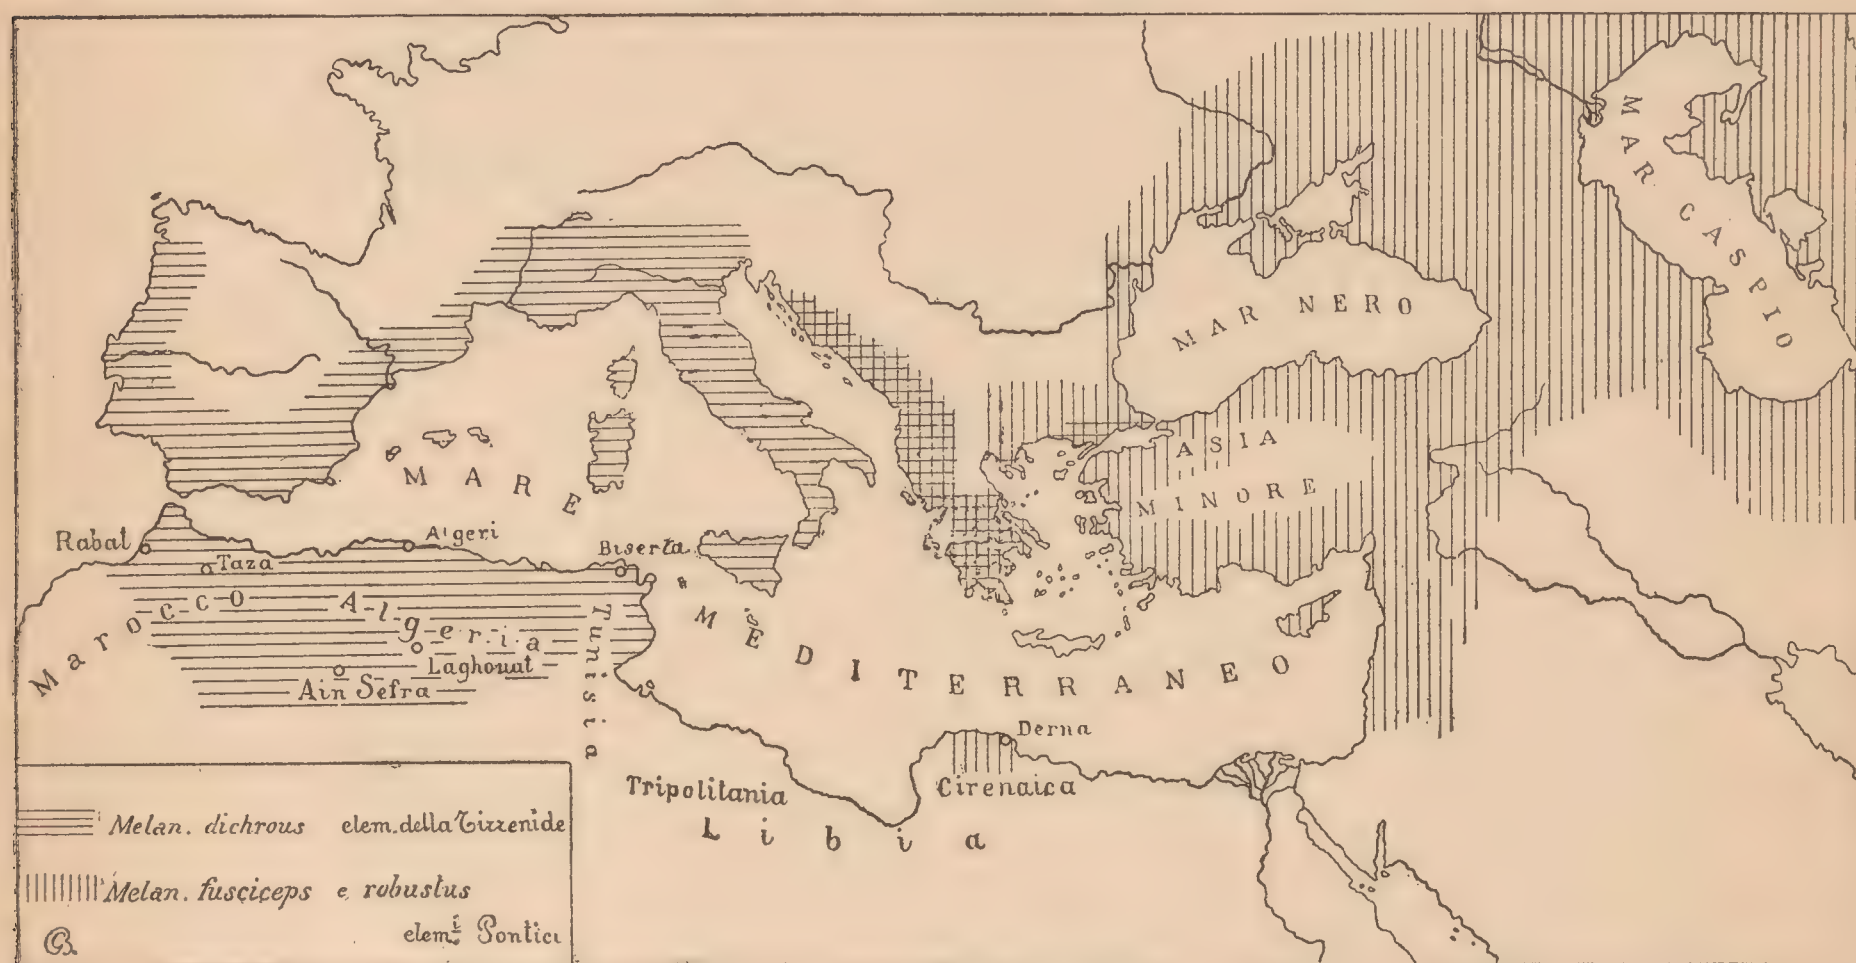 MAR CASPIO
MAR NERO
ASIA
MINORE
MARE
MEDITERRANEO
Rabat
Taza
Algeri
Biserta
Marocco
Algeria
Tunisia
Laghouat
Ain Sefra
Derna
Tripolitania
Cirenaica
Libia
Melan. dichrous elem. della Tirrenide
Melan. fusciceps e robustus
elem.i Pontici